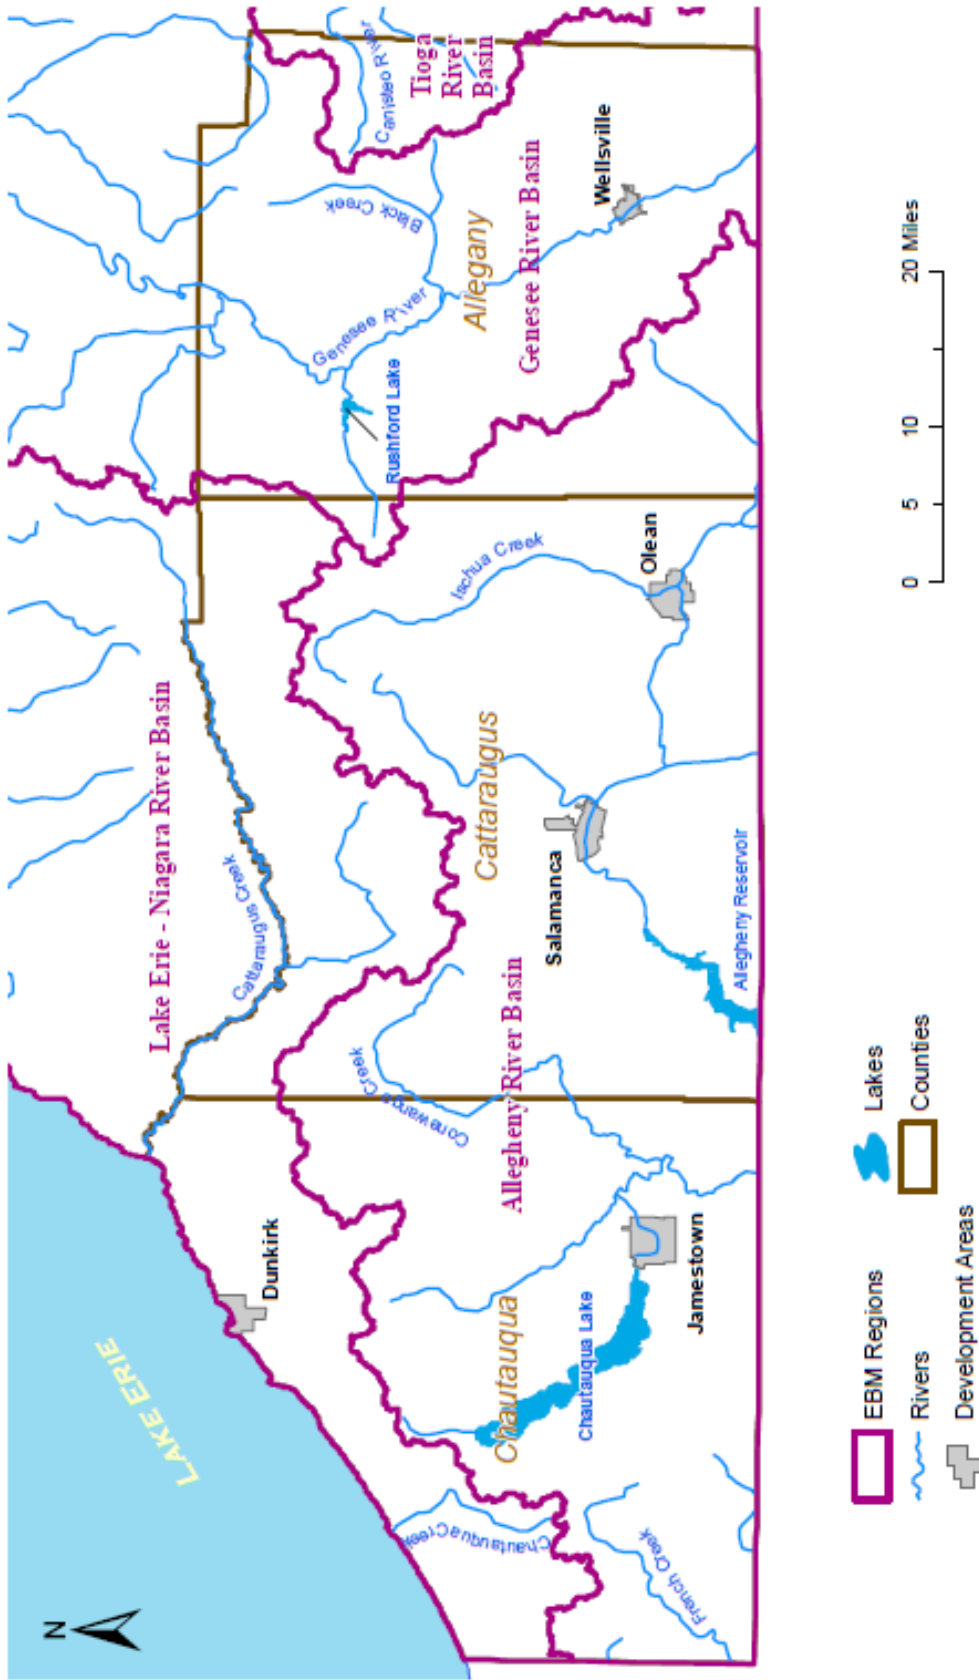 N
LAKE ERIE
Lake Erie - Niagara River Basin
Cattaraugus Creek
Dunkirk
Chautauqua Creek
French Creek
Chautauqua
Chautauqua Lake
Jamestown
Conewango Creek
Allegheny River Basin
Cattaraugus
Salamanca
Allegheny Reservoir
Ischua Creek
Olean
Rushford Lake
Genesee River
Black Creek
Allegany
Genesee River Basin
Wellsville
Canisteo River
Tioga
River
Basin
EBM Regions
Rivers
Development Areas
Lakes
Counties
0 5 10 20 Miles